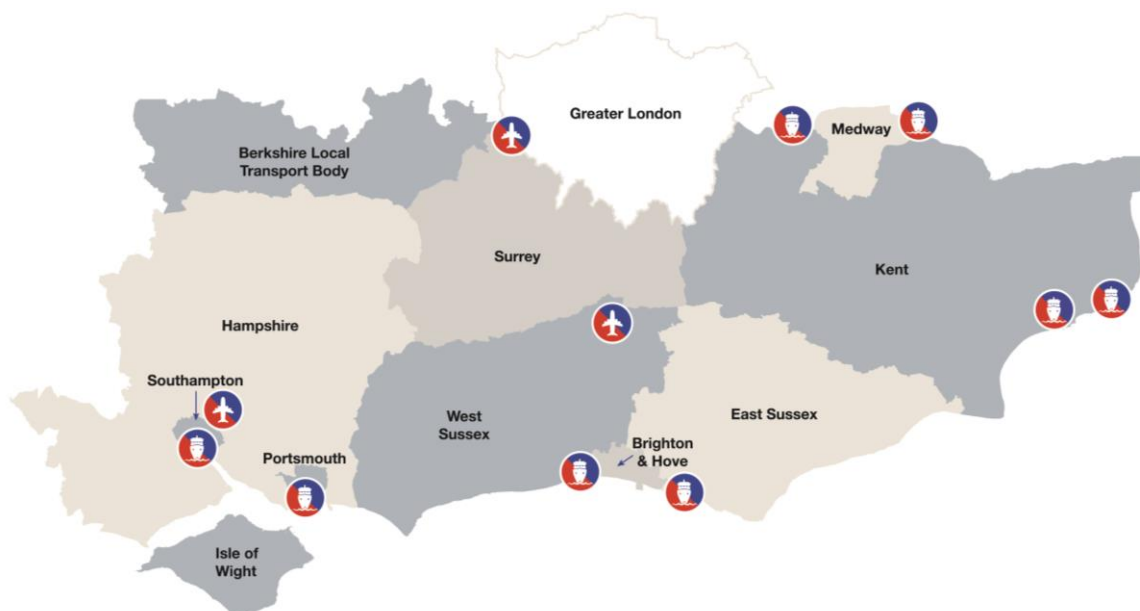 Greater London
Medway
Berkshire Local
Transport Body
Surrey
Kent
Hampshire
Southampton
West
Sussex
East Sussex
Brighton
& Hove
Portsmouth
Isle of
Wight